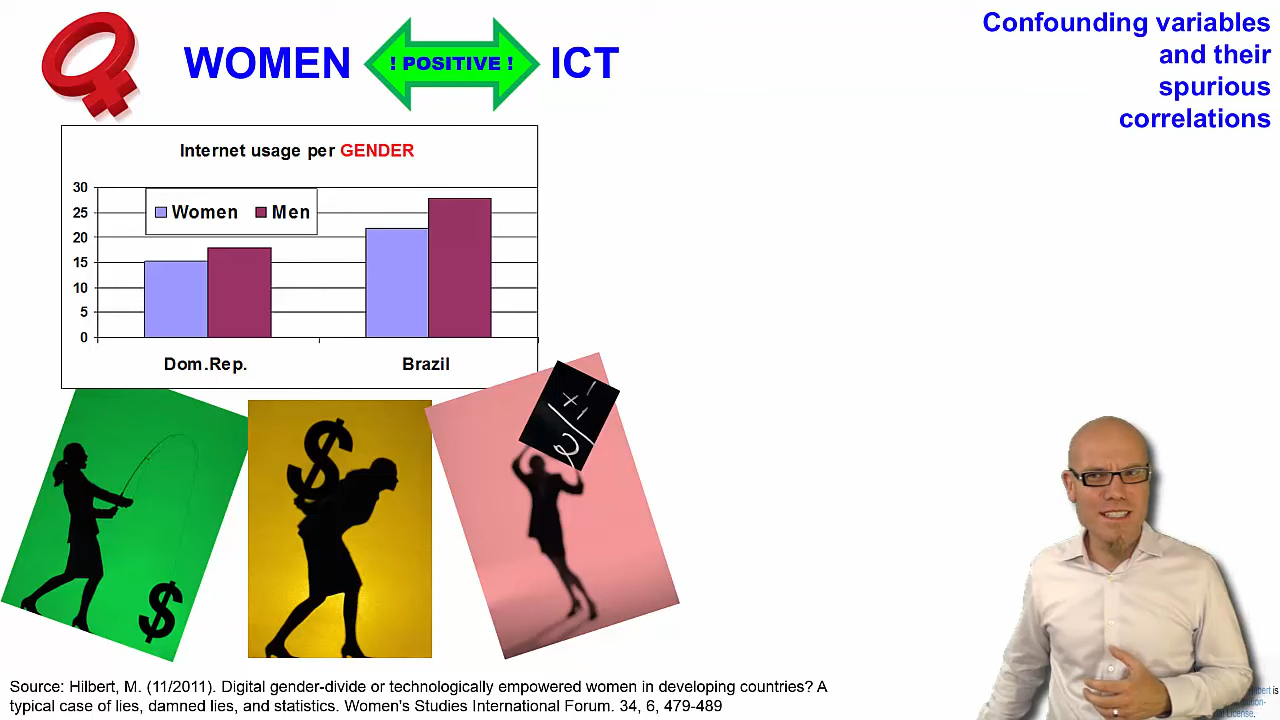 WOMEN ! POSITIVE ! ICT
Confounding variables
and their
spurious
correlations
Internet usage per GENDER
30
25
20
15
10
5
0
Women Men
Dom.Rep. Brazil
$
$
e/±-
Source: Hilbert, M. (11/2011). Digital gender-divide or technologically empowered women in developing countries? A
typical case of lies, damned lies, and statistics. Women's Studies International Forum. 34, 6, 479-489
is
License.